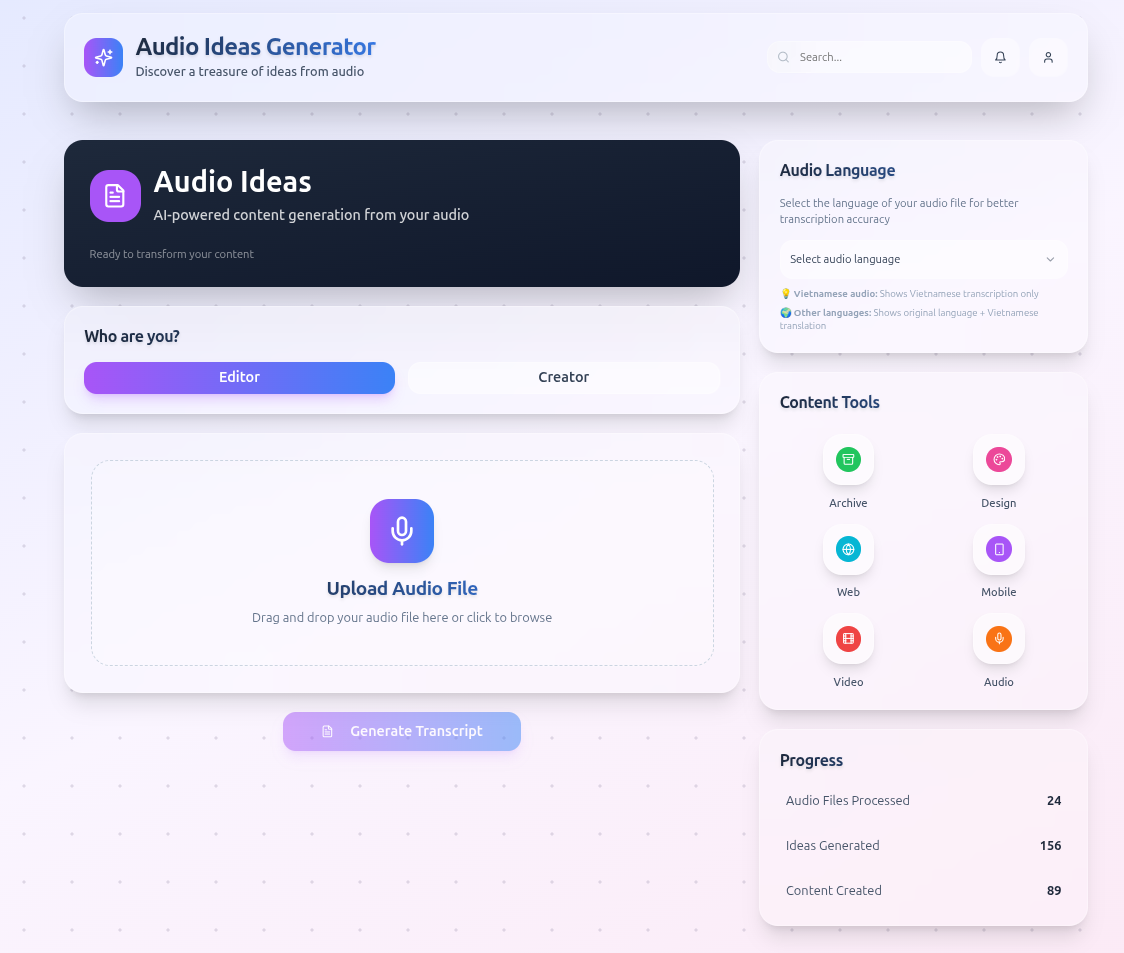 Audio Ideas Generator
Discover a treasure of ideas from audio
Search...
Audio Ideas
AI-powered content generation from your audio
Ready to transform your content
Who are you?
Editor
Creator
Upload Audio File
Drag and drop your audio file here or click to browse
Generate Transcript
Audio Language
Select the language of your audio file for better
transcription accuracy
Select audio language
💡 Vietnamese audio: Shows Vietnamese transcription only
🌍 Other languages: Shows original language + Vietnamese
translation
Content Tools
Archive
Design
Web
Mobile
Video
Audio
Progress
Audio Files Processed 24
Ideas Generated 156
Content Created 89